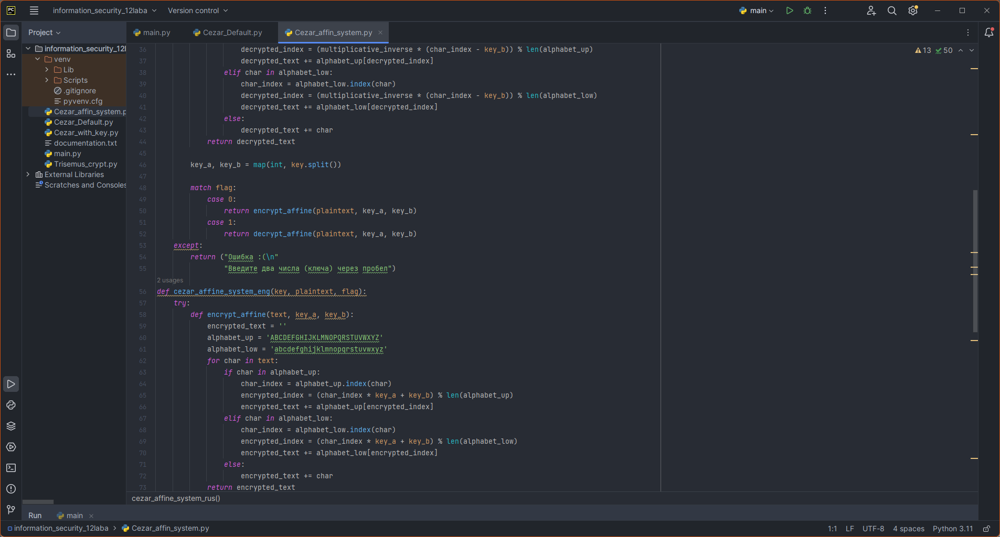 PC information_security_12laba Version control main
Project
main.py Cezar_Default.py Cezar_affin_system.py
information_security_12l
venv
Lib
Scripts
.gitignore
pyvenv.cfg
Cezar_affin_system.p
Cezar_Default.py
Cezar_with_key.py
documentation.txt
main.py
Trisemus_crypt.py
External Libraries
Scratches and Consoles
13 50
36 decrypted_index = (multiplicative_inverse * (char_index - key_b)) % len(alphabet_up)
37 decrypted_text += alphabet_up[decrypted_index]
38 elif char in alphabet_low:
39 char_index = alphabet_low.index(char)
40 decrypted_index = (multiplicative_inverse * (char_index - key_b)) % len(alphabet_low)
41 decrypted_text += alphabet_low[decrypted_index]
42 else:
43 decrypted_text += char
44 return decrypted_text
45
46 key_a, key_b = map(int, key.split())
47
48 match flag:
49 case 0:
50 return encrypt_affine(plaintext, key_a, key_b)
51 case 1:
52 return decrypt_affine(plaintext, key_a, key_b)
53 except:
54 return ("Ошибка :(\n"
55 "Введите два числа (ключа) через пробел")
2 usages
56 def cezar_affine_system_eng(key, plaintext, flag):
57 try:
58 def encrypt_affine(text, key_a, key_b):
59 encrypted_text = ''
60 alphabet_up = 'ABCDEFGHIJKLMNOPQRSTUVWXYZ'
61 alphabet_low = 'abcdefghijklmnopqrstuvwxyz'
62 for char in text:
63 if char in alphabet_up:
64 char_index = alphabet_up.index(char)
65 encrypted_index = (char_index * key_a + key_b) % len(alphabet_up)
66 encrypted_text += alphabet_up[encrypted_index]
67 elif char in alphabet_low:
68 char_index = alphabet_low.index(char)
69 encrypted_index = (char_index * key_a + key_b) % len(alphabet_low)
70 encrypted_text += alphabet_low[encrypted_index]
71 else:
72 encrypted_text += char
73 return encrypted_text
cezar_affine_system_rus()
Run main
information_security_12laba Cezar_affin_system.py 1:1 LF UTF-8 4 spaces Python 3.11